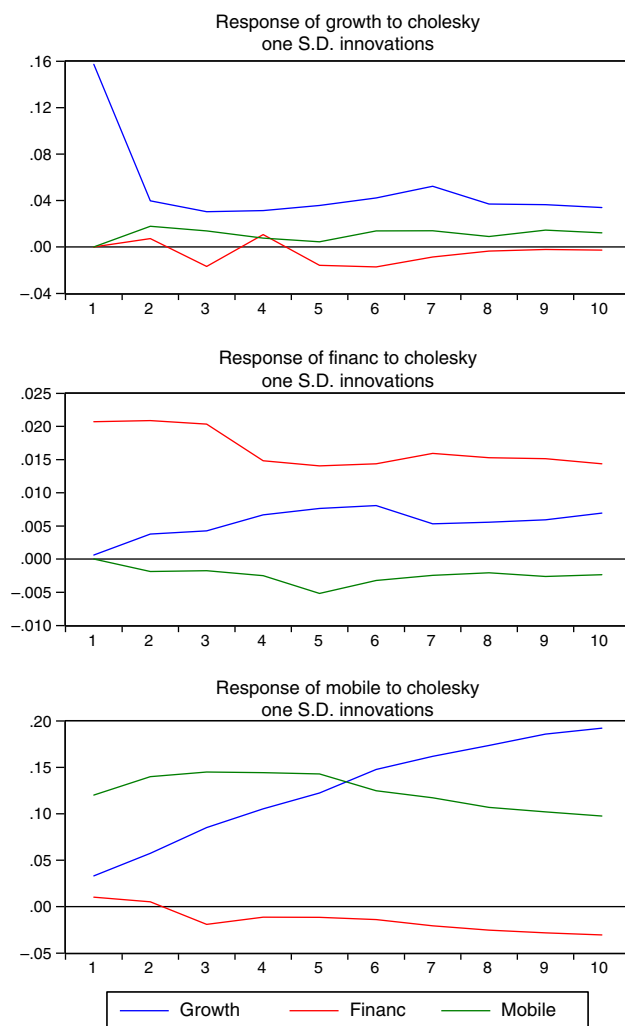 Response of growth to cholesky
one S.D. innovations
.16
.12
.08
.04
.00
–.04
1 2 3 4 5 6 7 8 9 10
Response of financ to cholesky
one S.D. innovations
.025
.020
.015
.010
.005
.000
–.005
–.010
1 2 3 4 5 6 7 8 9 10
Response of mobile to cholesky
one S.D. innovations
.20
.15
.10
.05
.00
–.05
1 2 3 4 5 6 7 8 9 10
Growth Financ Mobile